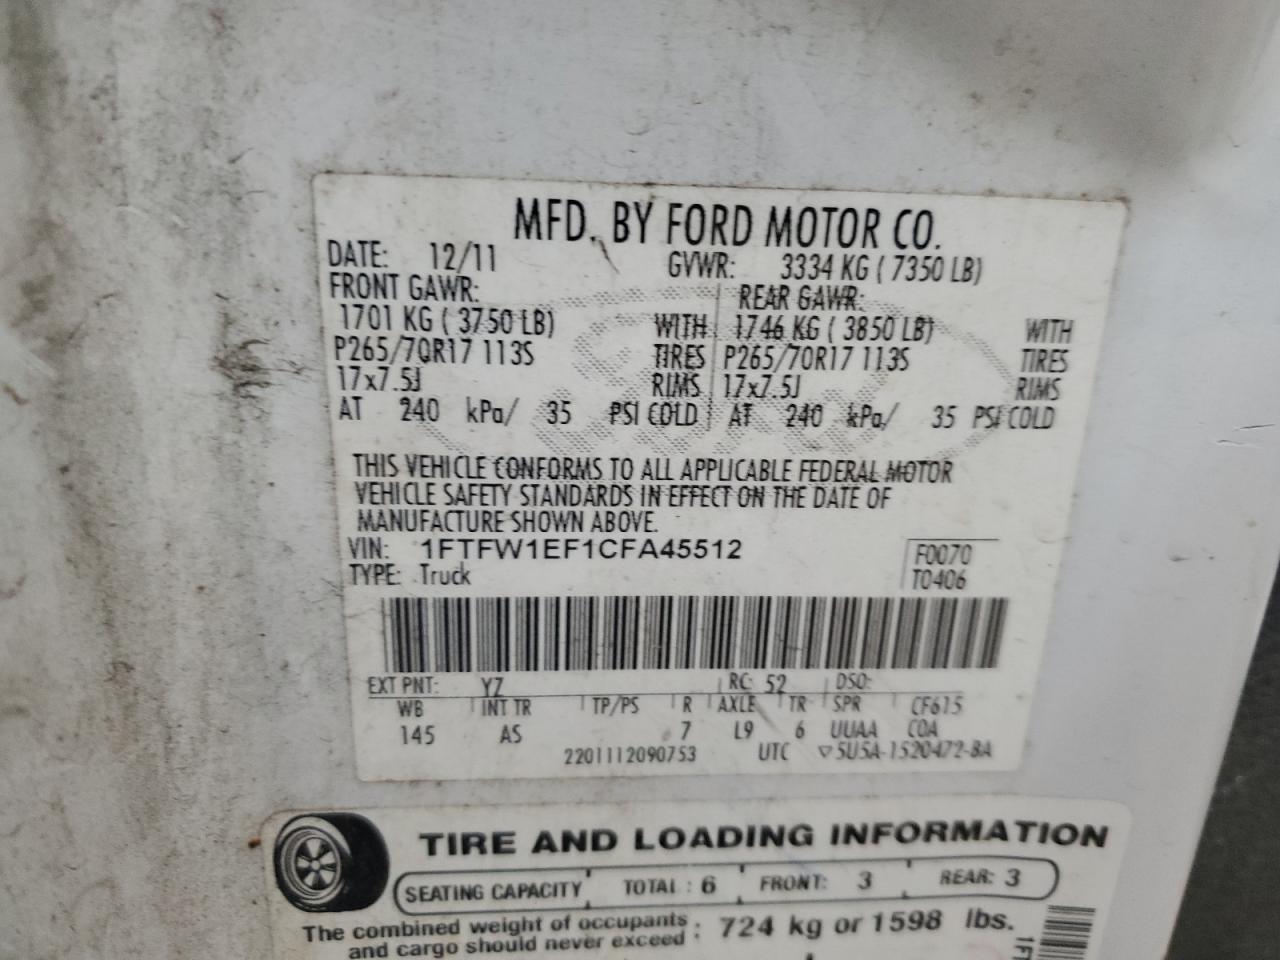 MFD. BY FORD MOTOR CO.
DATE: 12/11 GVWR: 3334 KG ( 7350 LB)
FRONT GAWR: REAR GAWR:
1701 KG ( 3750 LB) WITH 1746 KG ( 3850 LB) WITH
P265/70R17 113S TIRES P265/70R17 113S TIRES
17x7.5J RIMS 17x7.5J RIMS
AT 240 kPa/ 35 PSI COLD AT 240 kPa/ 35 PSI COLD
THIS VEHICLE CONFORMS TO ALL APPLICABLE FEDERAL MOTOR
VEHICLE SAFETY STANDARDS IN EFFECT ON THE DATE OF
MANUFACTURE SHOWN ABOVE.
VIN: 1FTFW1EF1CFA45512 F0070
TYPE: Truck T0406
EXT PNT: YZ RC: 52 DSO:
WB INT TR TP/PS R AXLE TR SPR CF615
145 AS 7 L9 6 UUAA COA
2201112090753 UTC ▽5U5A-1520472-BA
TIRE AND LOADING INFORMATION
SEATING CAPACITY TOTAL : 6 FRONT: 3 REAR: 3
The combined weight of occupants : 724 kg or 1598 lbs.
and cargo should never exceed
1FT